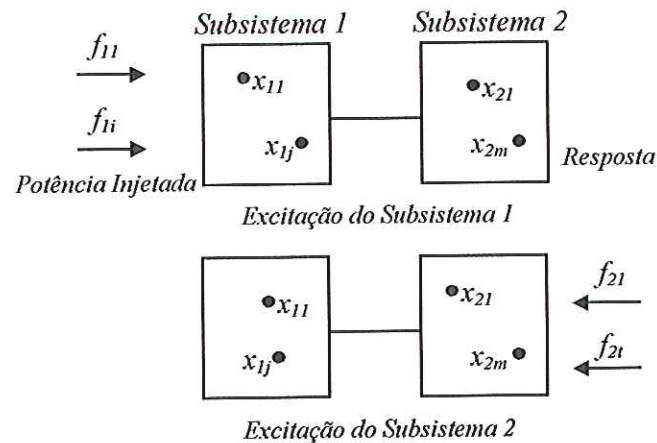 Subsistema 1 Subsistema 2
f11
x11 x21
f1i
x1j x2m Resposta
Potência Injetada
Excitação do Subsistema 1
f21
x11 x21
x1j x2m f2t
Excitação do Subsistema 2